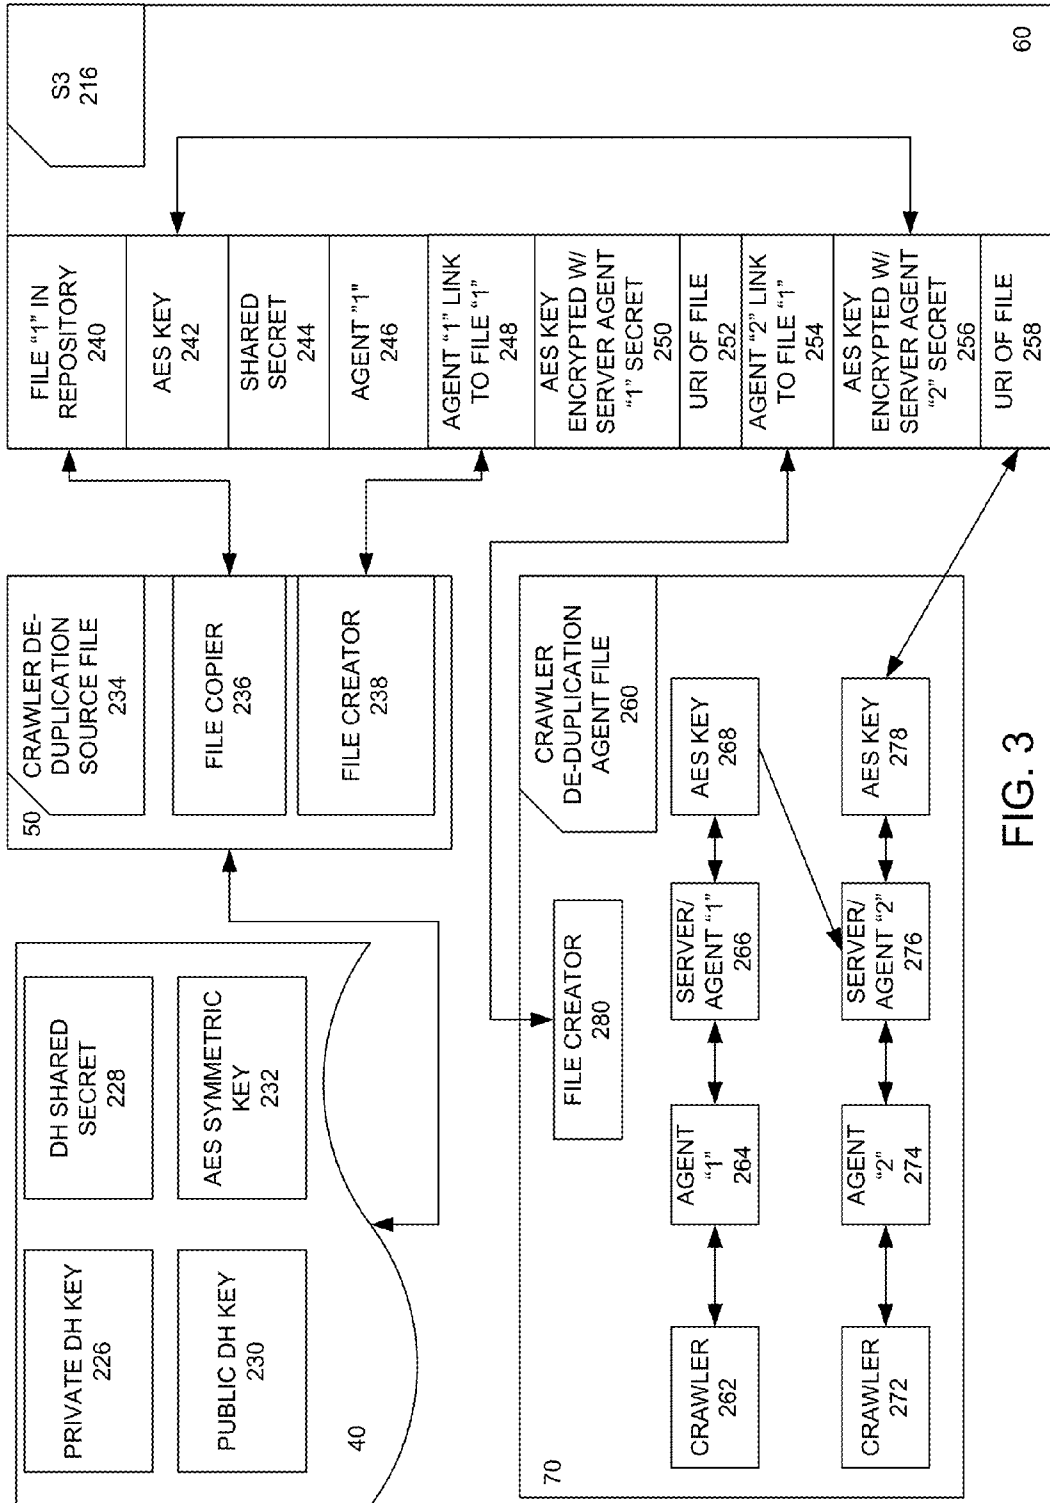 PRIVATE DH KEY
226
DH SHARED
SECRET
228
PUBLIC DH KEY
230
AES SYMMETRIC
KEY
232
40
50
CRAWLER DE-
DUPLICATION
SOURCE FILE
234
FILE COPIER
236
FILE CREATOR
238
S3
216
60
FILE “1” IN
REPOSITORY
240
AES KEY
242
SHARED
SECRET
244
AGENT "1"
246
AGENT “1” LINK
TO FILE “1”
248
AES KEY
ENCRYPTED W/
SERVER AGENT
“1” SECRET
250
URI OF FILE
252
AGENT “2” LINK
TO FILE “1”
254
AES KEY
ENCRYPTED W/
SERVER AGENT
“2” SECRET
256
URI OF FILE
258
70
FILE CREATOR
280
CRAWLER
DE-DUPLICATION
AGENT FILE
260
CRAWLER
262
AGENT
“1”
264
SERVER/
AGENT “1”
266
AES KEY
268
CRAWLER
272
AGENT
“2”
274
SERVER/
AGENT “2”
276
AES KEY
278
FIG. 3